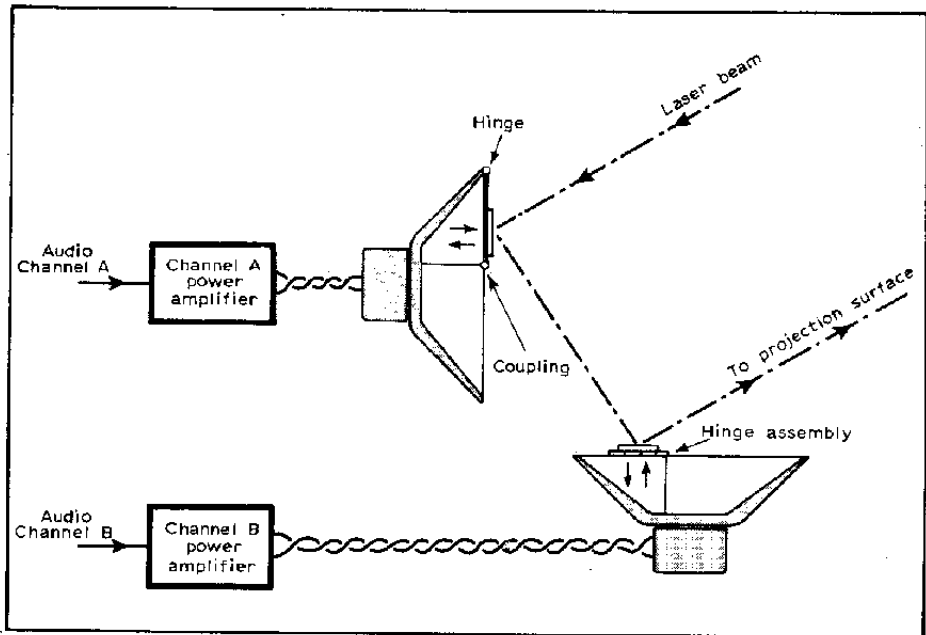 Laser beam
Hinge
Audio
Channel A
Channel A
power
amplifier
Coupling
To projection surface
Hinge assembly
Audio
Channel B
Channel B
power
amplifier